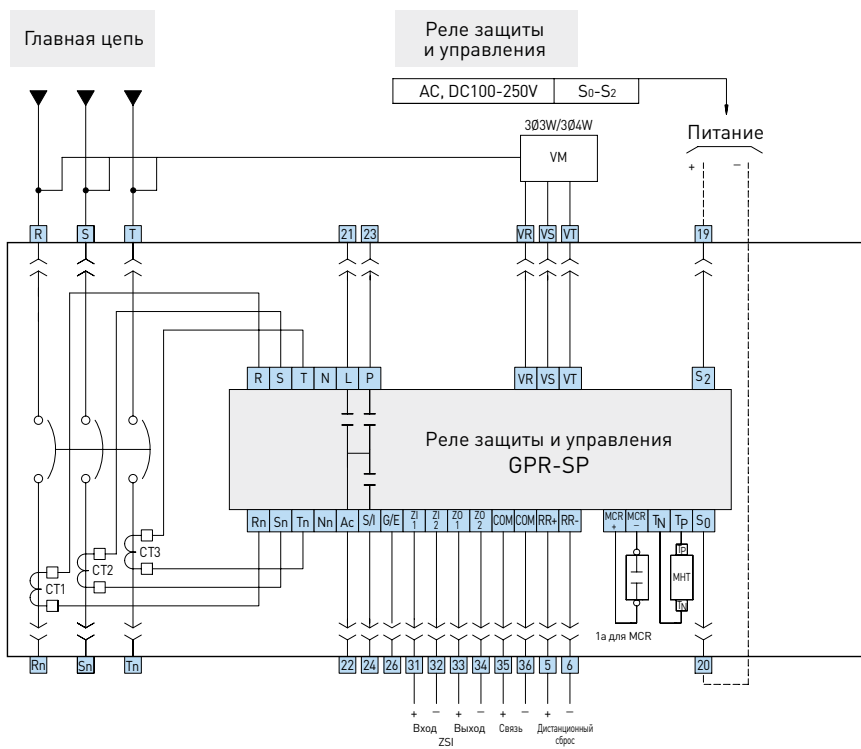 Главная цепь
Реле защиты
и управления
AC, DC100-250V S0-S2
3Ø3W/3Ø4W
VM
Питание
+ −
R S T 21 23 VR VS VT 19
R S T N L P VR VS VT S2
Реле защиты и управления
GPR-SP
Rn Sn Tn Nn Ac S/I G/E ZI 1 ZI 2 ZO 1 ZO 2 COM COM RR+ RR- MCR + MCR − TN TP S0
CT1 CT2 CT3
TP
МНТ
TN
1а для MCR
Rn Sn Tn 22 24 26 31 32 33 34 35 36 5 6 20
+ − + − + − + −
Вход Выход Связь Дистанционный
ZSI сброс